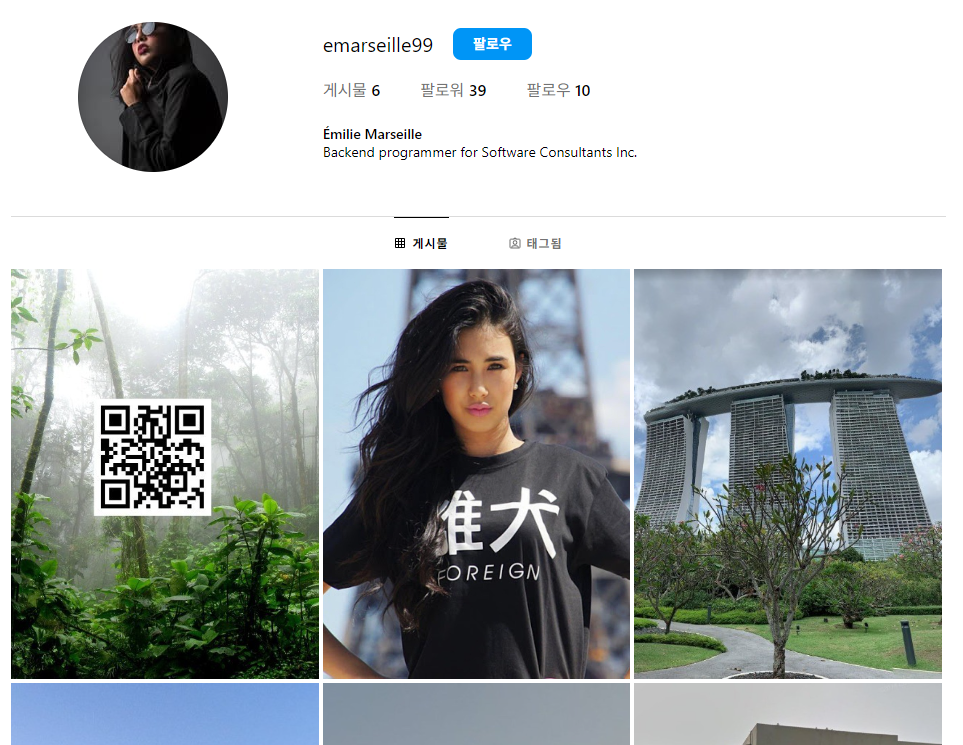 emarseille99
팔로우
게시물 6
팔로워 39
팔로우 10
Émilie Marseille
Backend programmer for Software Consultants Inc.
게시물
태그됨
犬
FOREIGN